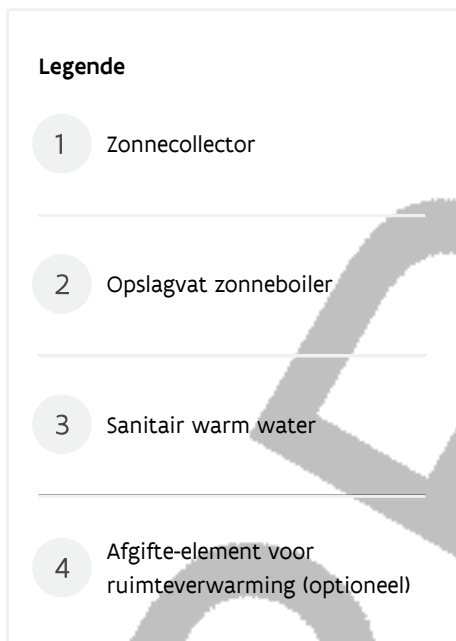 Legende
1 Zonnecollector
2 Opslagvat zonneboiler
3 Sanitair warm water
4 Afgifte-element voor
ruimteverwarming (optioneel)